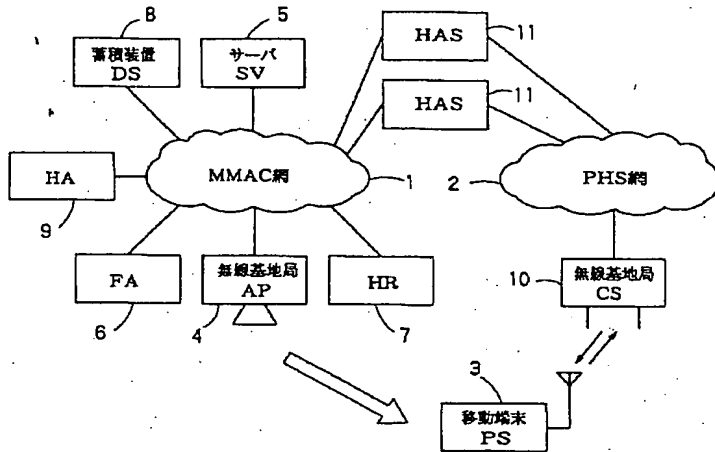 8
5
蓄積装置
DS
サーバ
SV
HAS
11
HAS
11
HA
9
MMAC網
1
2
PHS網
FA
6
無線基地局
AP
4
HR
7
10
無線基地局
CS
3
移動端末
PS